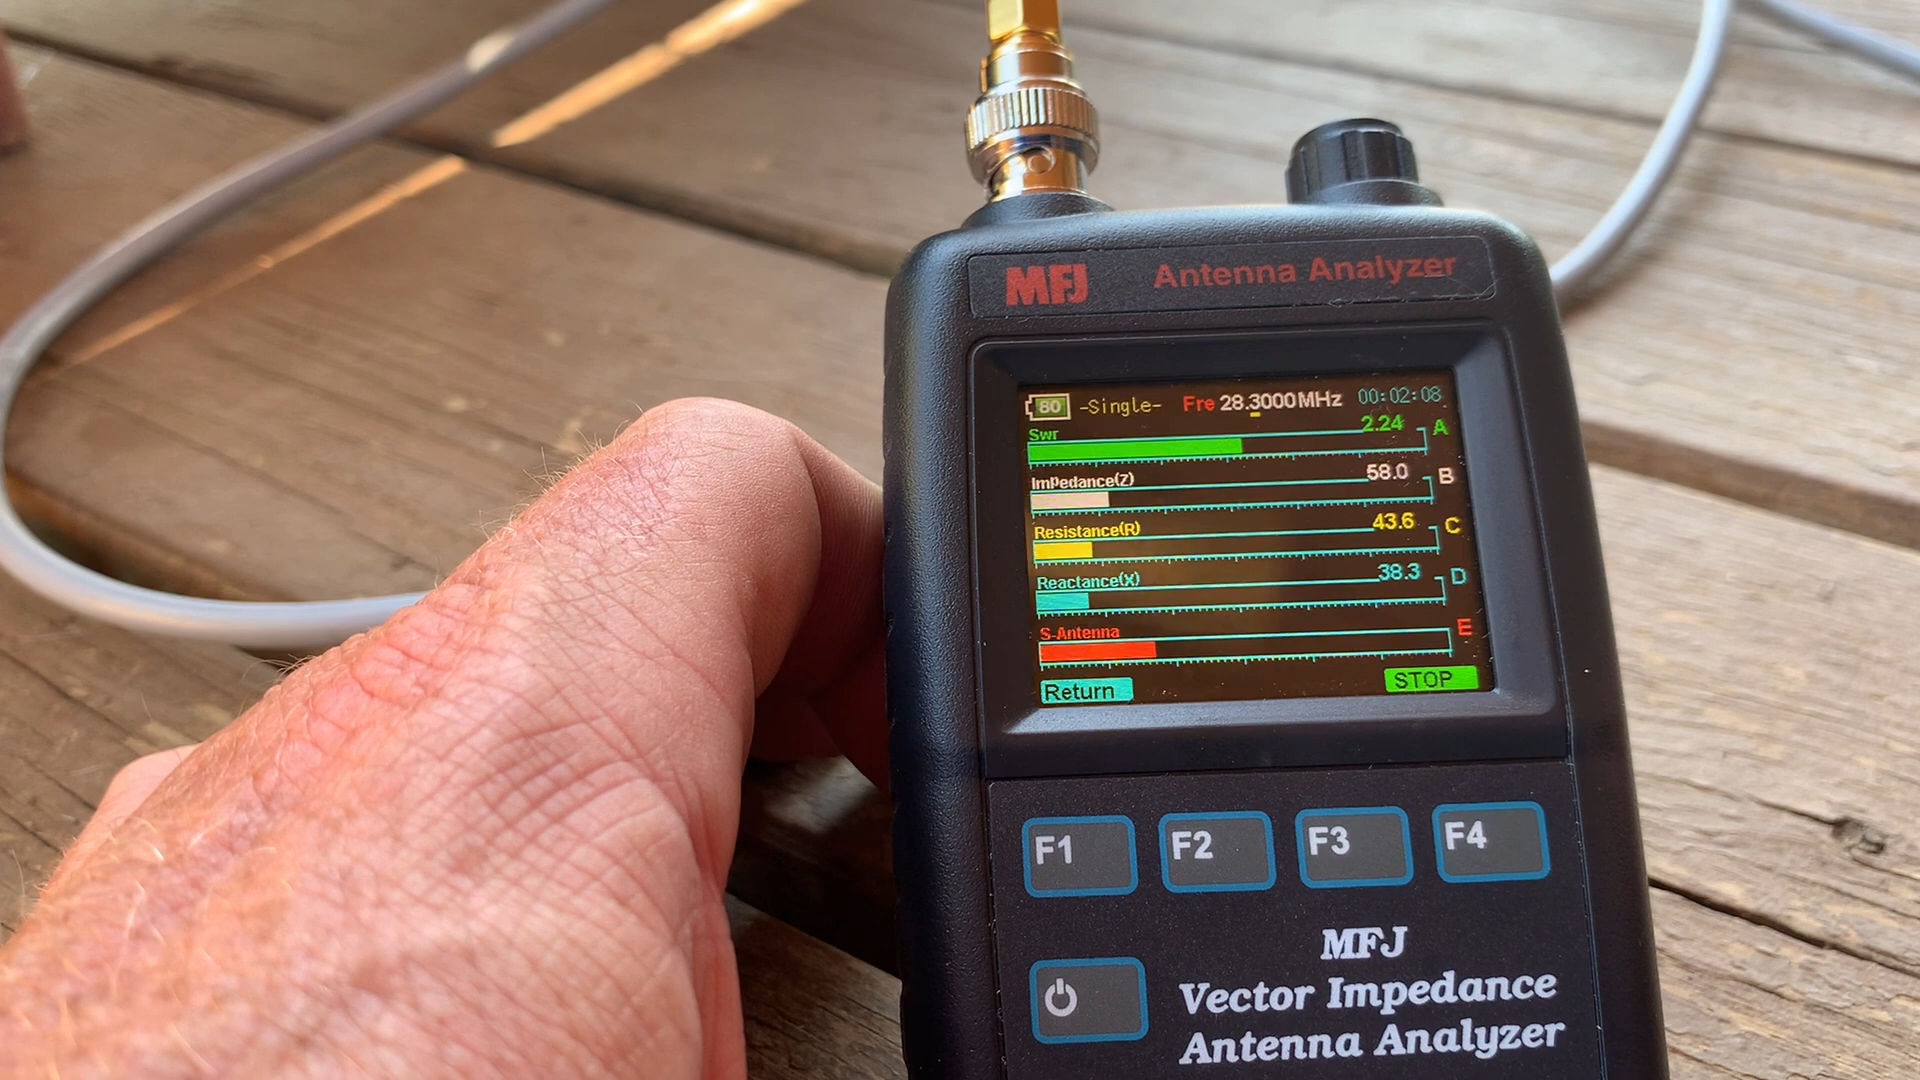 MFJ Antenna Analyzer
80 -Single- Fre 28.3000MHz 00:02:08
Swr 2.24 A
Impedance(Z) 58.0 B
Resistance(R) 43.6 C
Reactance(X) 38.3 D
S-Antenna E
Return STOP
F1 F2 F3 F4
MFJ
Vector Impedance
Antenna Analyzer